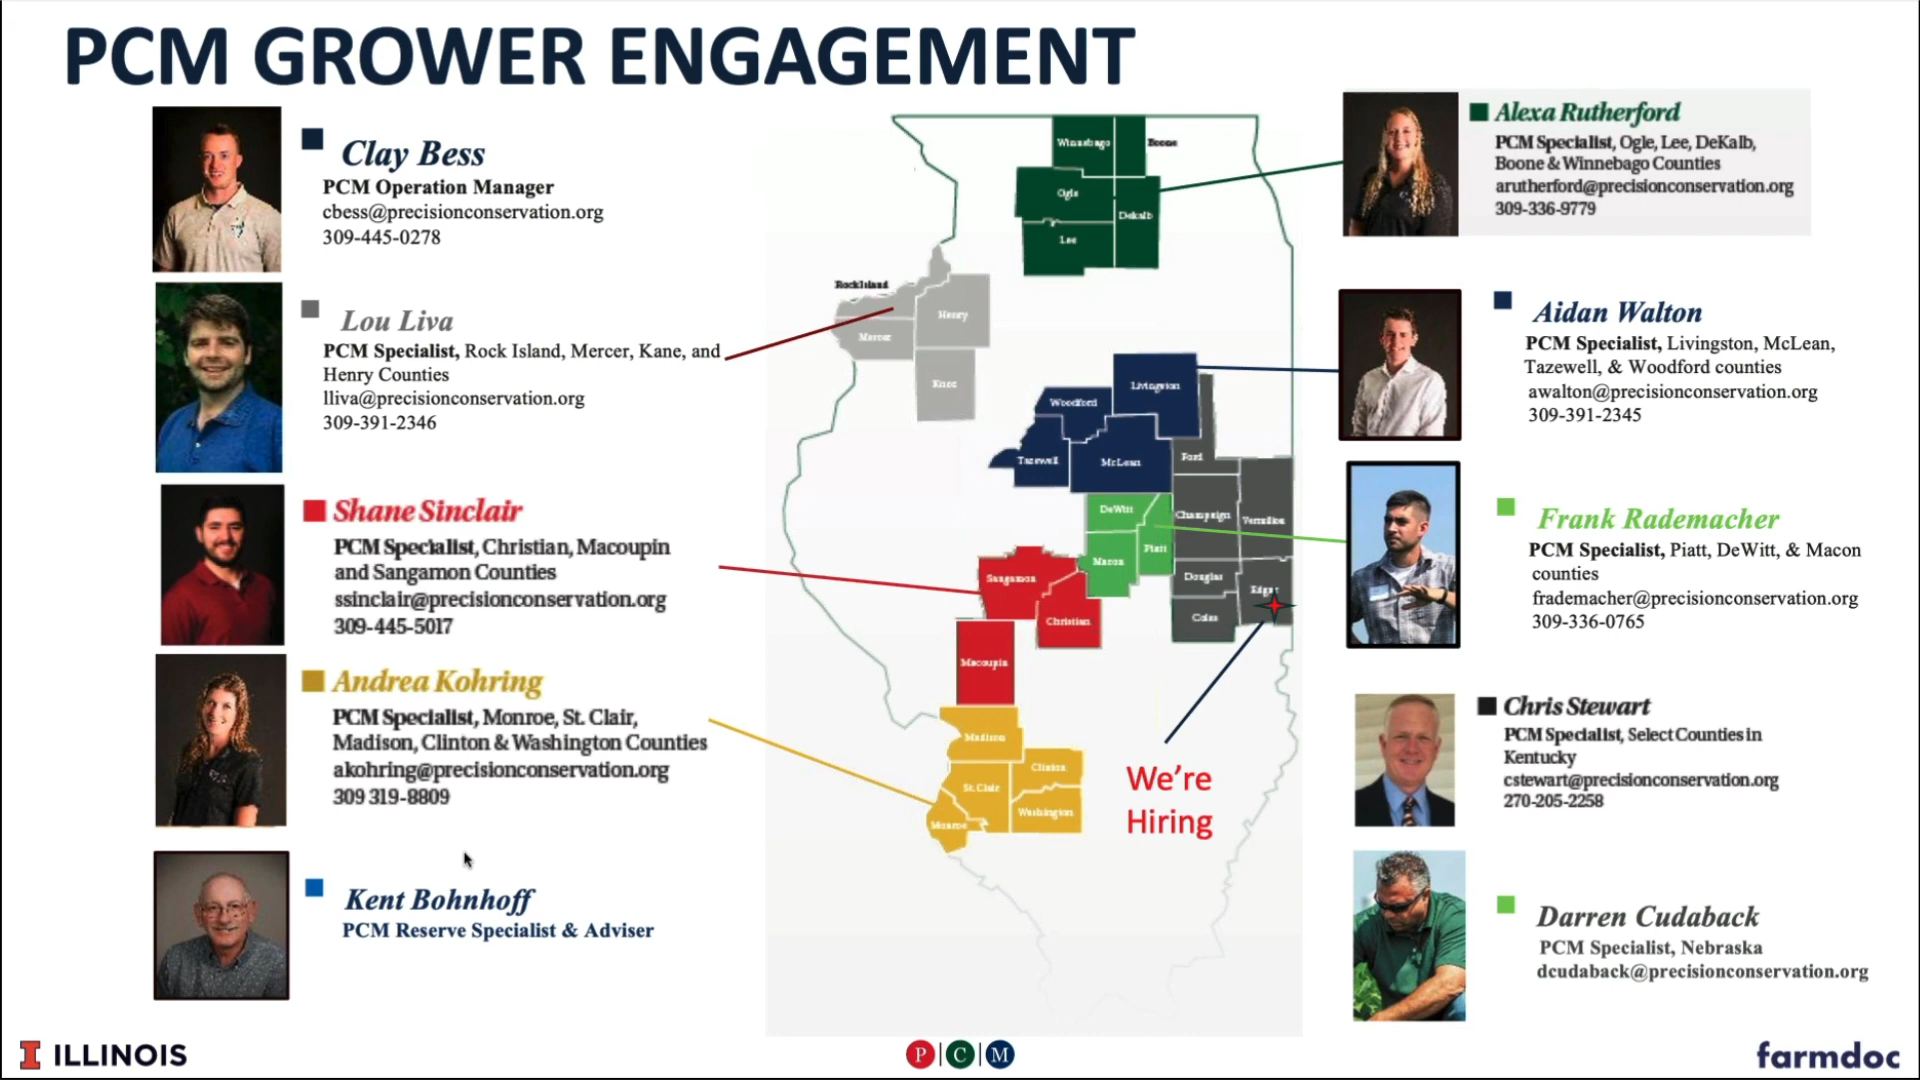 PCM GROWER ENGAGEMENT
Clay Bess
PCM Operation Manager
cbess@precisionconservation.org
309-445-0278
Lou Liva
PCM Specialist, Rock Island, Mercer, Kane, and
Henry Counties
lliva@precisionconservation.org
309-391-2346
Shane Sinclair
PCM Specialist, Christian, Macoupin
and Sangamon Counties
ssinclair@precisionconservation.org
309-445-5017
Andrea Kohring
PCM Specialist, Monroe, St. Clair,
Madison, Clinton & Washington Counties
akohring@precisionconservation.org
309 319-8809
Kent Bohnhoff
PCM Reserve Specialist & Adviser
Winnebago
Boone
Ogle
Dekalb
Lee
Rock Island
Henry
Mercer
Knox
Livingston
Woodford
Tazewell
McLean
Ford
DeWitt
Champaign
Vermilion
Piatt
Macon
Sangamon
Douglas
Edgar
Coles
Christian
Macoupin
Madison
Clinton
St. Clair
Washington
Monroe
We're
Hiring
Alexa Rutherford
PCM Specialist, Ogle, Lee, DeKalb,
Boone & Winnebago Counties
arutherford@precisionconservation.org
309-336-9779
Aidan Walton
PCM Specialist, Livingston, McLean,
Tazewell, & Woodford counties
awalton@precisionconservation.org
309-391-2345
Frank Rademacher
PCM Specialist, Piatt, DeWitt, & Macon
counties
frademacher@precisionconservation.org
309-336-0765
Chris Stewart
PCM Specialist, Select Counties in
Kentucky
cstewart@precisionconservation.org
270-205-2258
Darren Cudaback
PCM Specialist, Nebraska
dcudaback@precisionconservation.org
I ILLINOIS
P|C|M
farmdoc